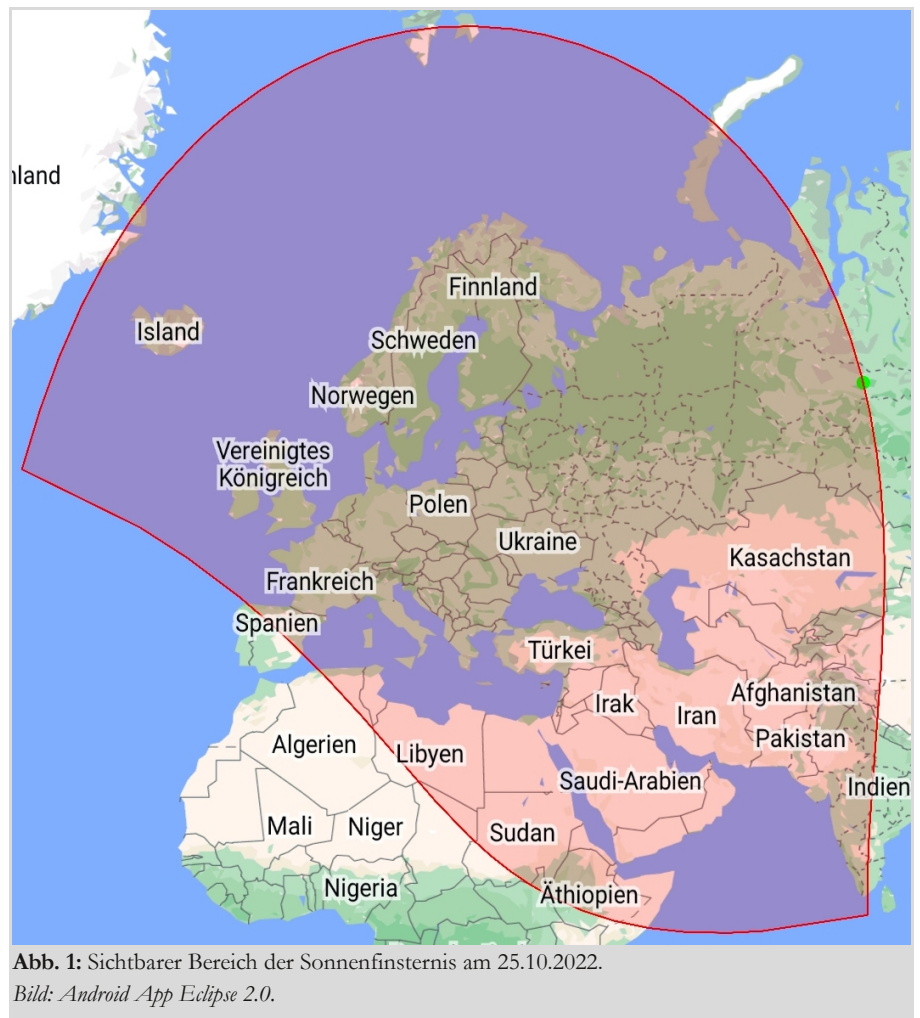 nland
Island
Finnland
Schweden
Norwegen
Vereinigtes
Königreich
Polen
Ukraine
Kasachstan
Frankreich
Spanien
Türkei
Afghanistan
Irak
Iran
Pakistan
Algerien
Libyen
Saudi-Arabien
Indien
Mali
Niger
Sudan
Nigeria
Äthiopien
Abb. 1: Sichtbarer Bereich der Sonnenfinsternis am 25.10.2022.
Bild: Android App Eclipse 2.0.